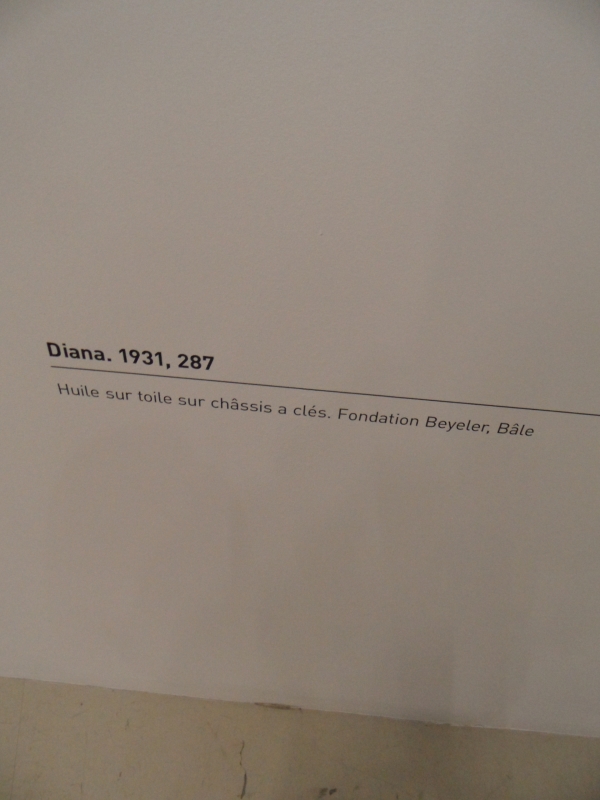 Diana. 1931, 287
Huile sur toile sur châssis a clés. Fondation Beyeler, Bâle